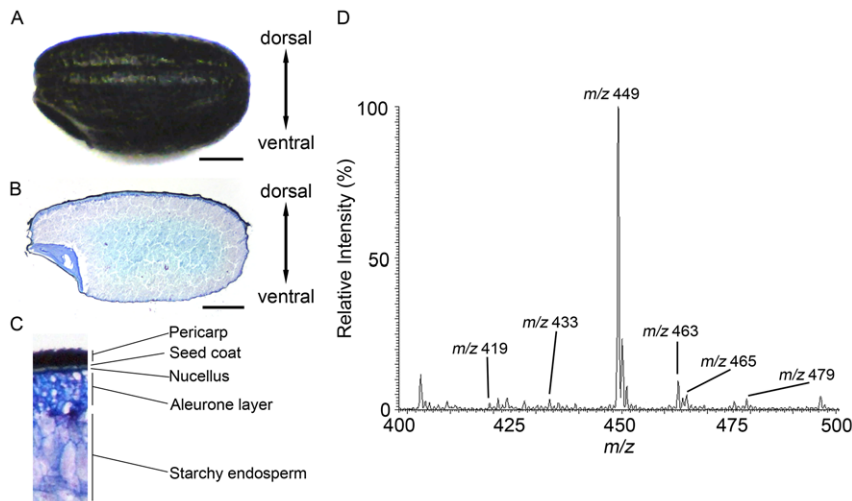 A
dorsal
ventral
B
dorsal
ventral
C
Pericarp
Seed coat
Nucellus
Aleurone layer
Starchy endosperm
D
m/z 449
100
Relative Intensity (%)
m/z 433
m/z 463
50
m/z 419
m/z 465
m/z 479
0
400
425
450
475
500
m/z